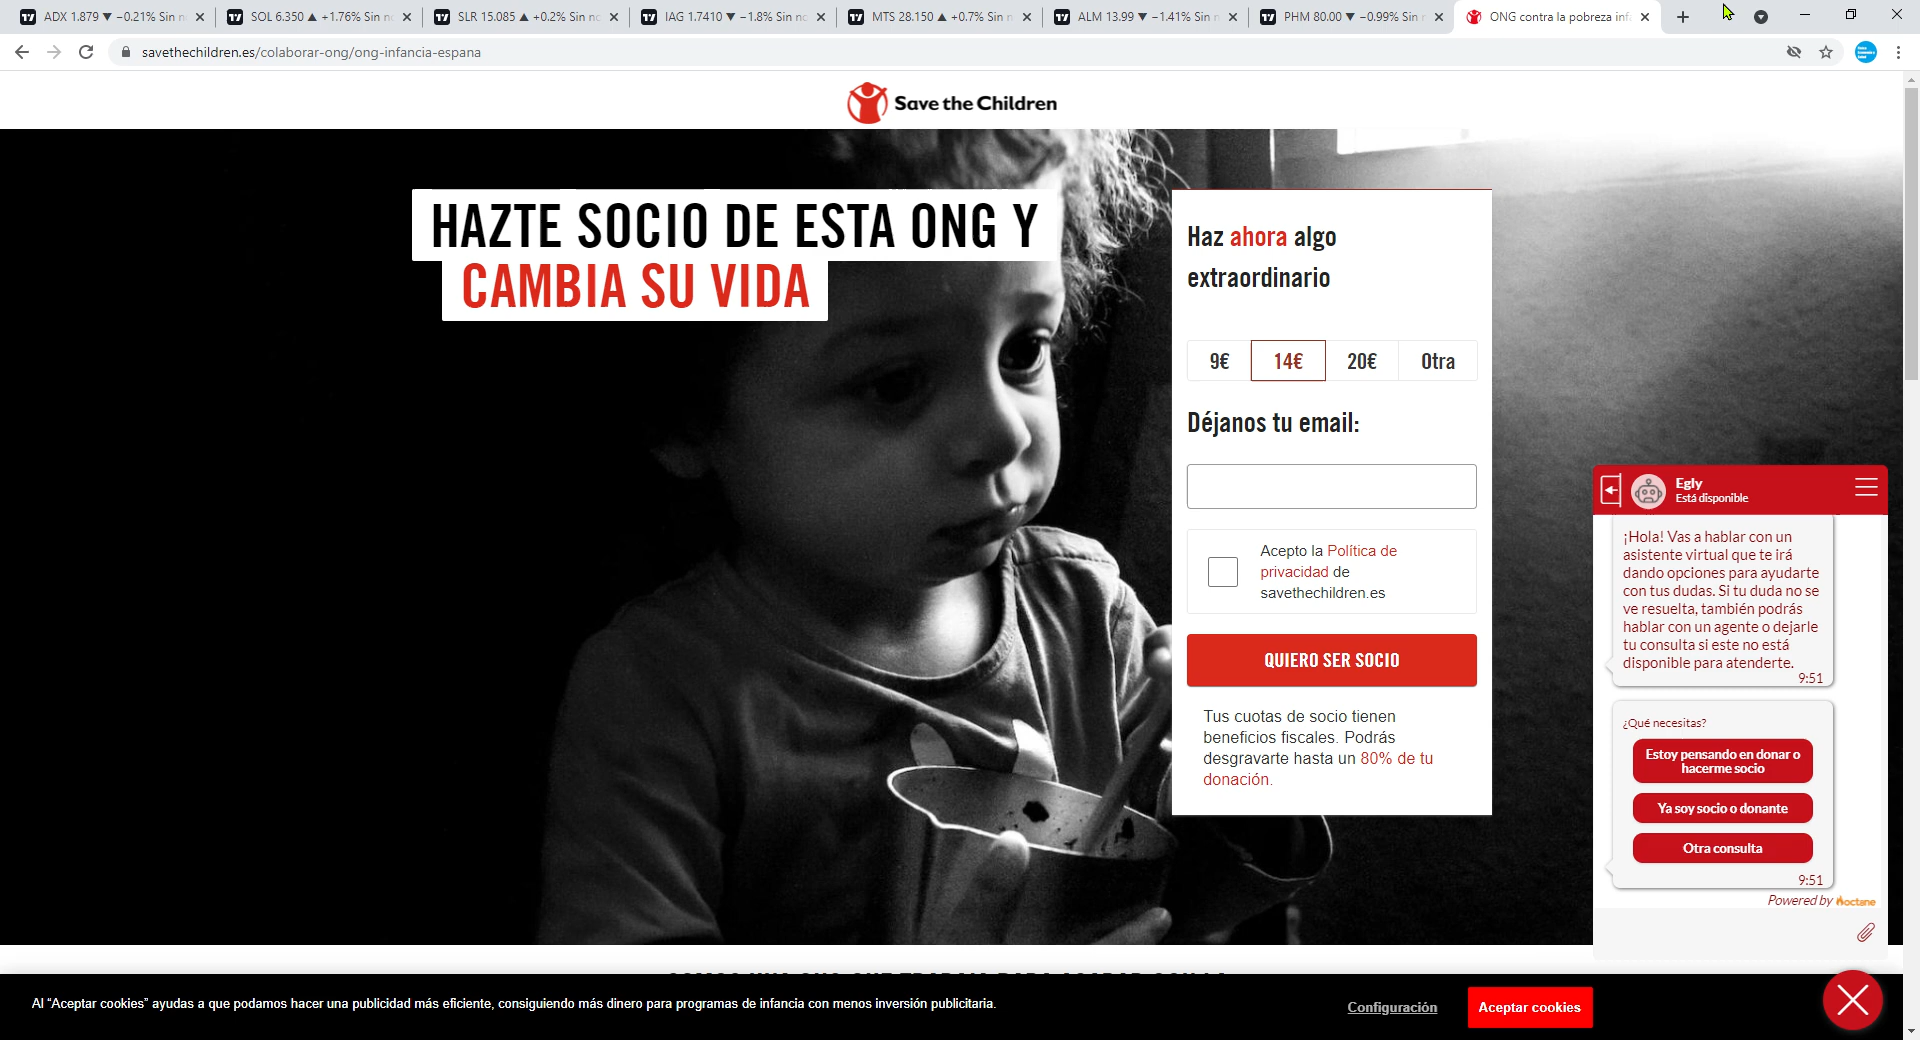 ADX 1.879 ▼ −0.21% Sin n
SOL 6.350 ▲ +1.76% Sin no
SLR 15.085 ▲ +0.2% Sin no
IAG 1.7410 ▼ −1.8% Sin no
MTS 28.150 ▲ +0.7% Sin n
ALM 13.99 ▼ −1.41% Sin n
PHM 80.00 ▼ −0.99% Sin
ONG contra la pobreza inf
savethechildren.es/colaborar-ong/ong-infancia-espana
Save the Children
HAZTE SOCIO DE ESTA ONG Y
CAMBIA SU VIDA
Haz ahora algo
extraordinario
9€ 14€ 20€ Otra
Déjanos tu email:
Acepto la Política de
privacidad de
savethechildren.es
QUIERO SER SOCIO
Tus cuotas de socio tienen
beneficios fiscales. Podrás
desgravarte hasta un 80% de tu
donación.
Egly
Está disponible
¡Hola! Vas a hablar con un
asistente virtual que te irá
dando opciones para ayudarte
con tus dudas. Si tu duda no se
ve resuelta, también podrás
hablar con un agente o dejarle
tu consulta si este no está
disponible para atenderte.
9:51
¿Qué necesitas?
Estoy pensando en donar o
hacerme socio
Ya soy socio o donante
Otra consulta
9:51
Powered by octane
Al “Aceptar cookies” ayudas a que podamos hacer una publicidad más eficiente, consiguiendo más dinero para programas de infancia con menos inversión publicitaria.
Configuración
Aceptar cookies